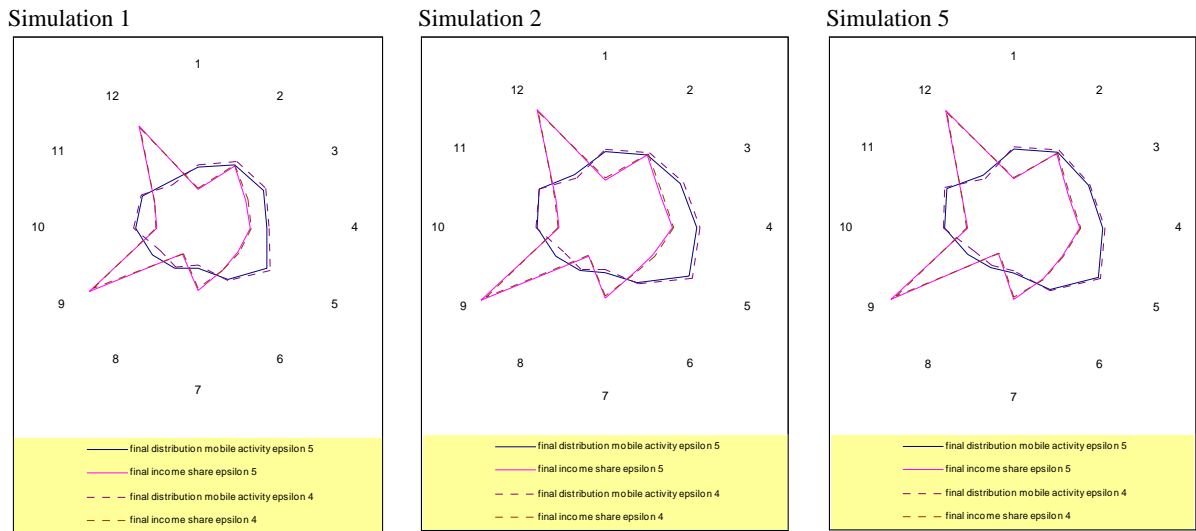 Simulation 1
1
2
3
4
5
6
7
8
9
10
11
12
final distribution mobile activity epsilon 5
final income share epsilon 5
final distribution mobile activity epsilon 4
final income share epsilon 4
Simulation 2
1
2
3
4
5
6
7
8
9
10
11
12
final distribution mobile activity epsilon 5
final income share epsilon 5
final distribution mobile activity epsilon 4
final income share epsilon 4
Simulation 5
1
2
3
4
5
6
7
8
9
10
11
12
final distribution mobile activity epsilon 5
final income share epsilon 5
final distribution mobile activity epsilon 4
final income share epsilon 4